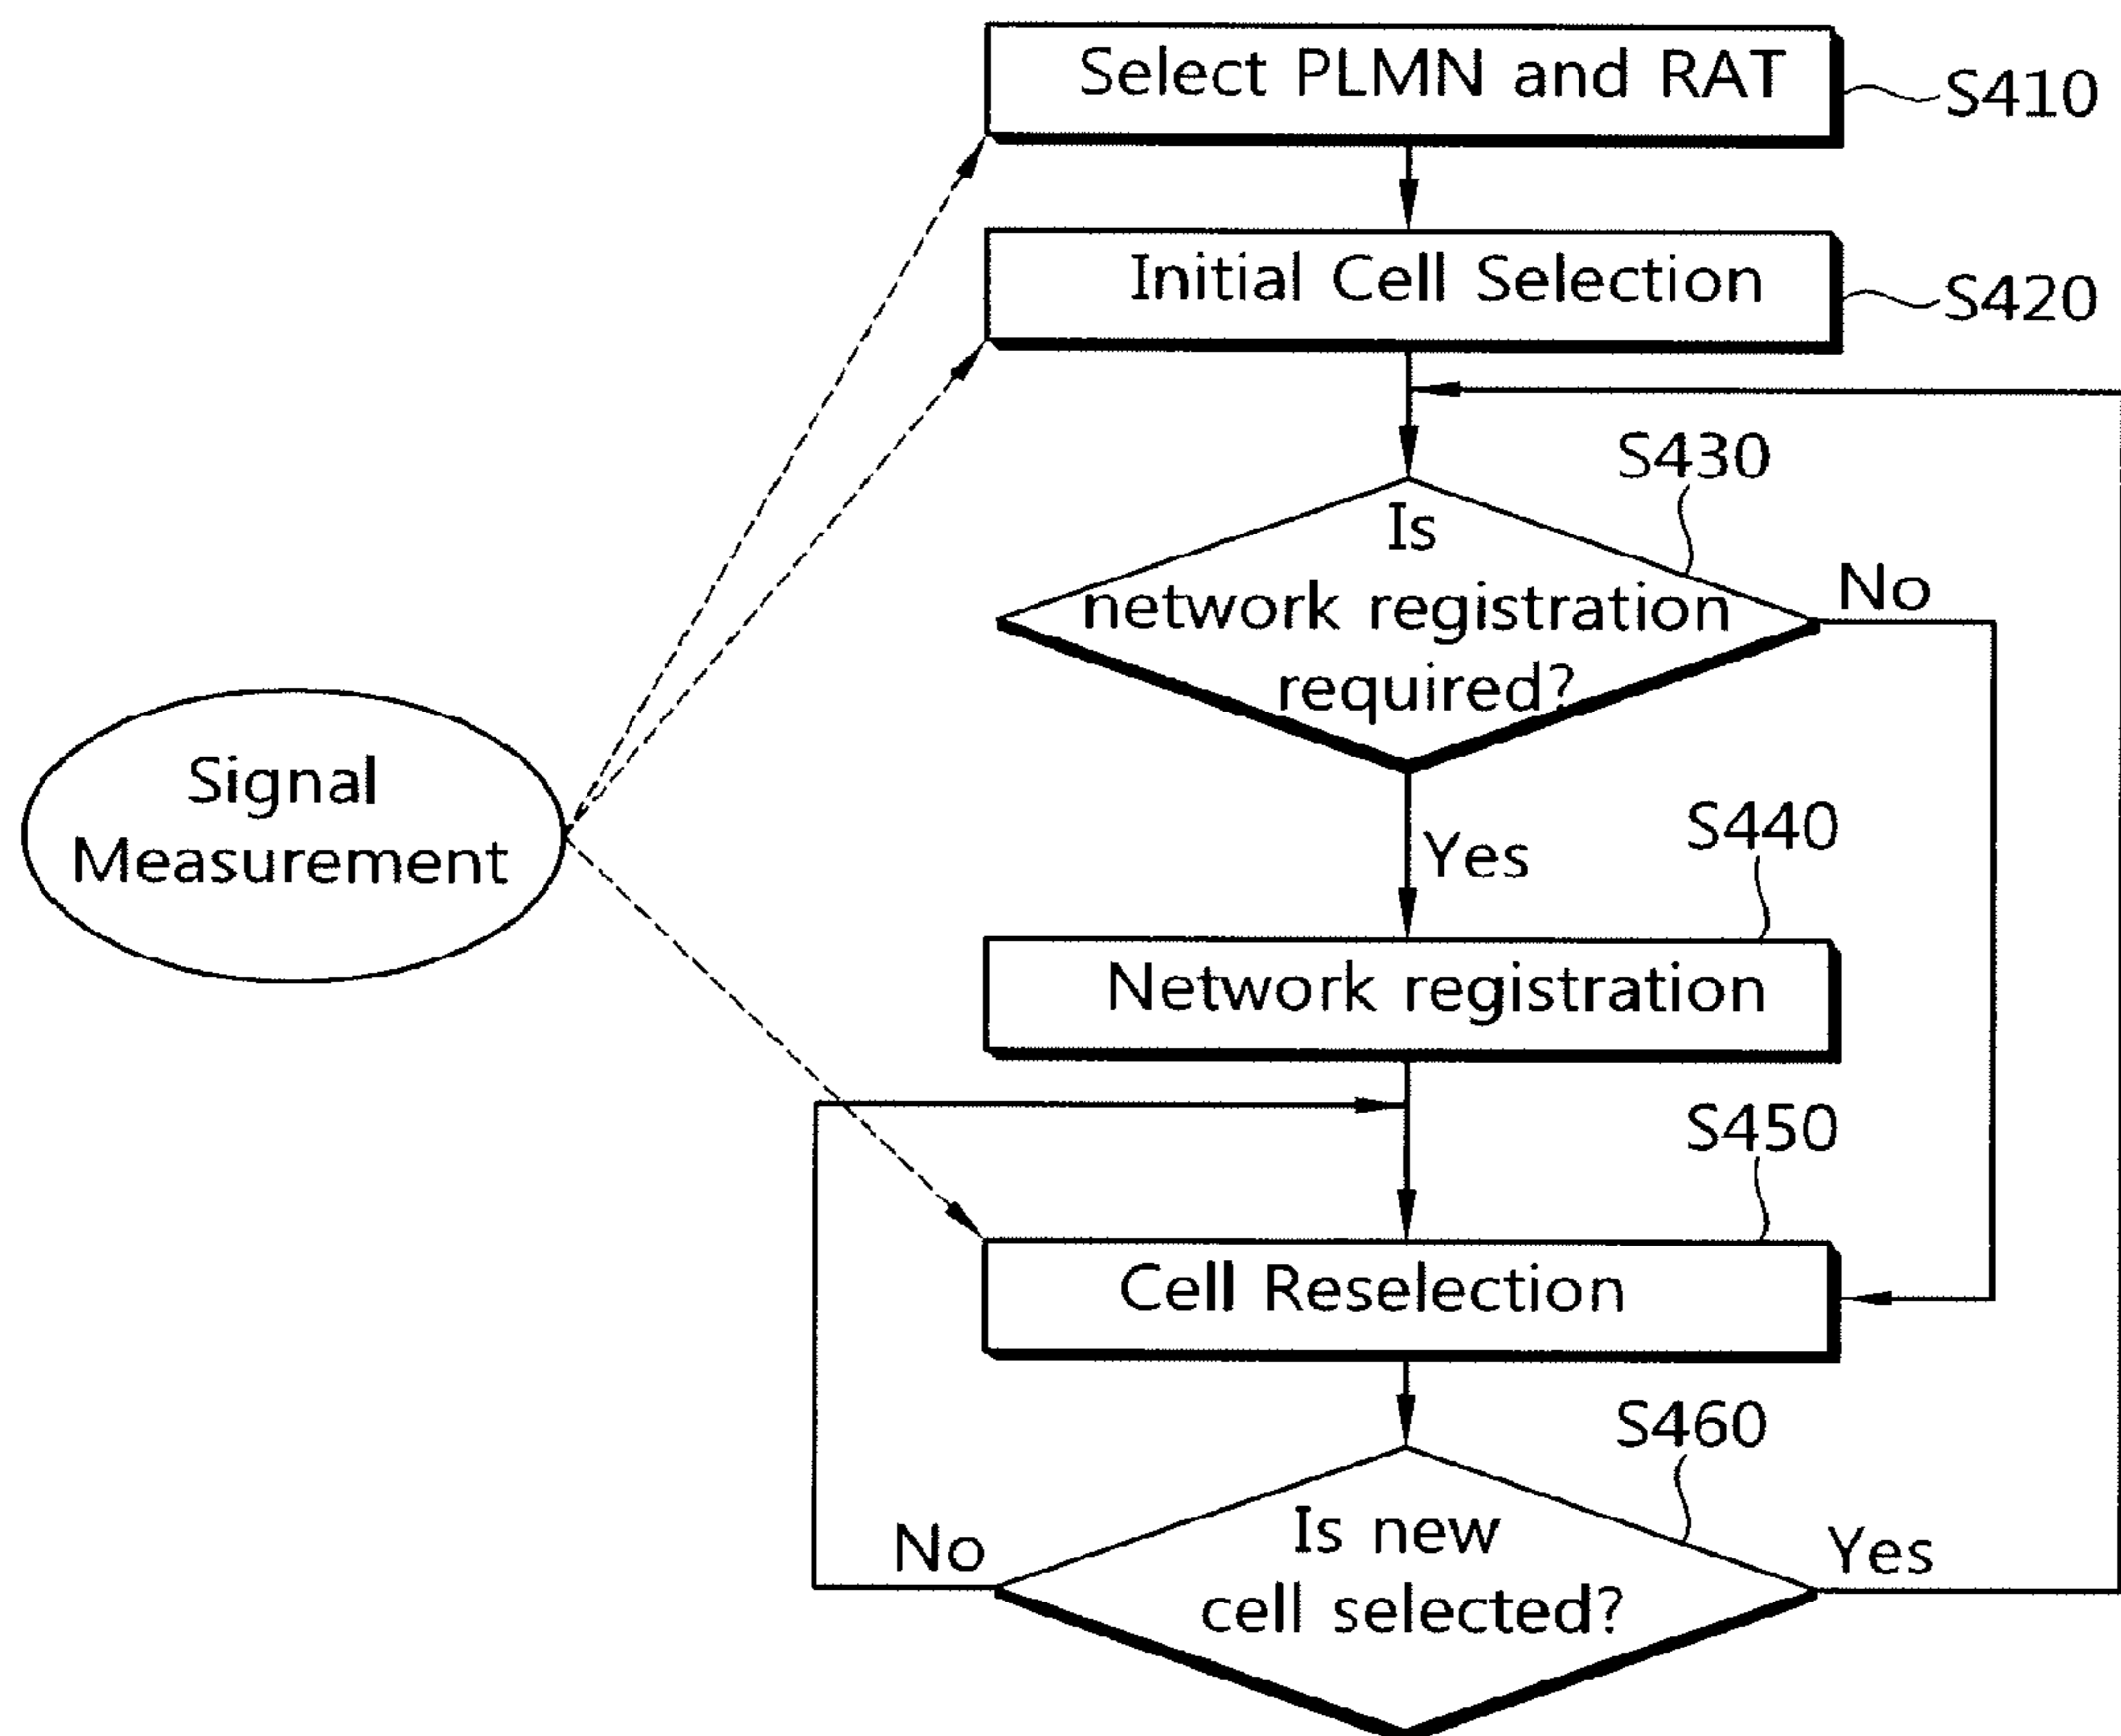 Select PLMN and RAT
S410
Initial Cell Selection
S420
S430
Is
network registration
required?
No
Signal
Measurement
Yes
S440
Network registration
S450
Cell Reselection
S460
Is new
cell selected?
No
Yes